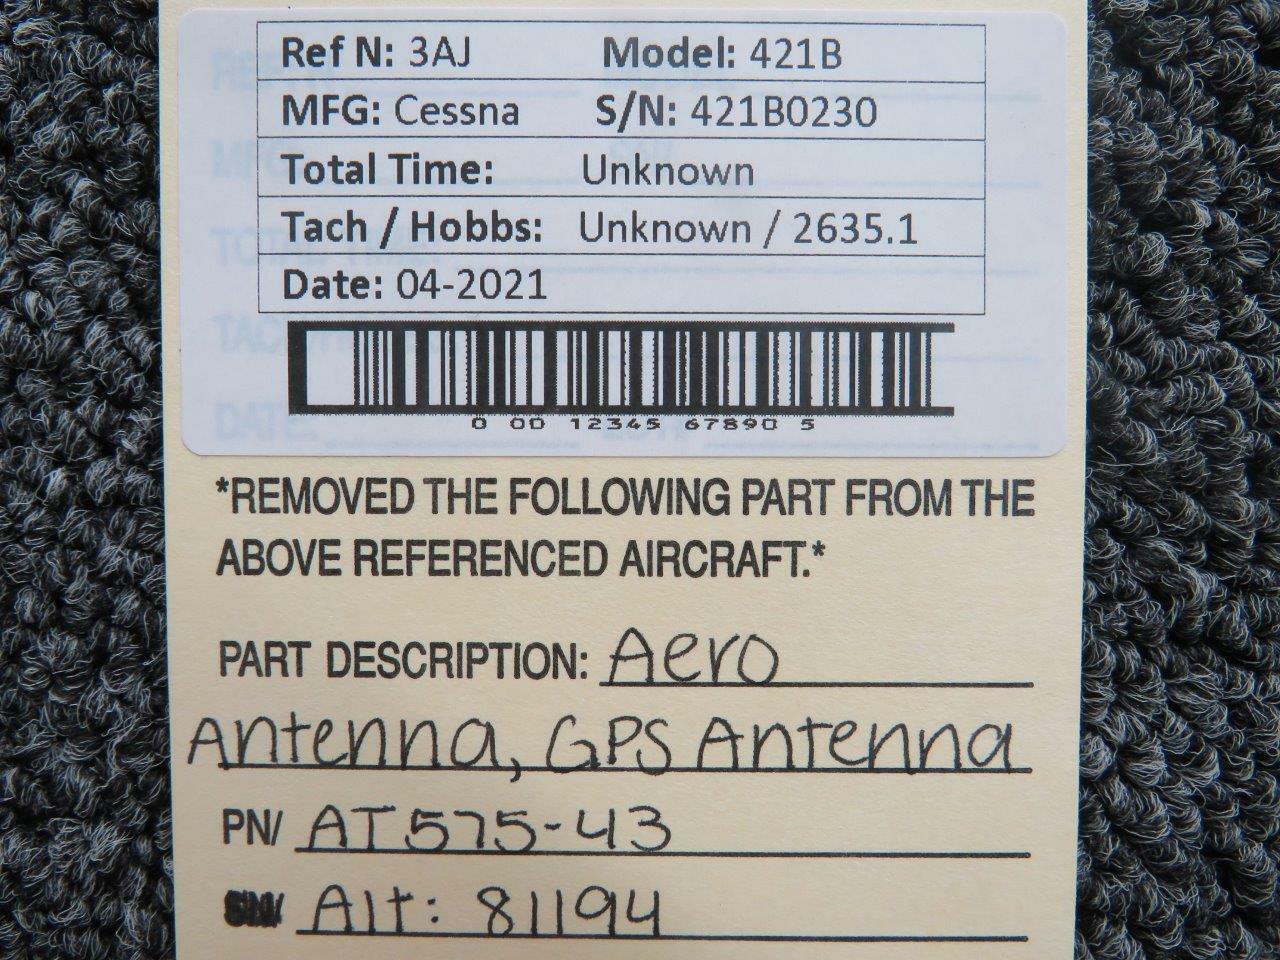 Ref N: 3AJ Model: 421B
MFG: Cessna S/N: 421B0230
Total Time: Unknown
Tach / Hobbs: Unknown / 2635.1
Date: 04-2021
0 00 12345 67890 5
*REMOVED THE FOLLOWING PART FROM THE
ABOVE REFERENCED AIRCRAFT.*
PART DESCRIPTION: Aero
Antenna, GPS Antenna
PN/ AT575-43
SN/ Alt: 81194